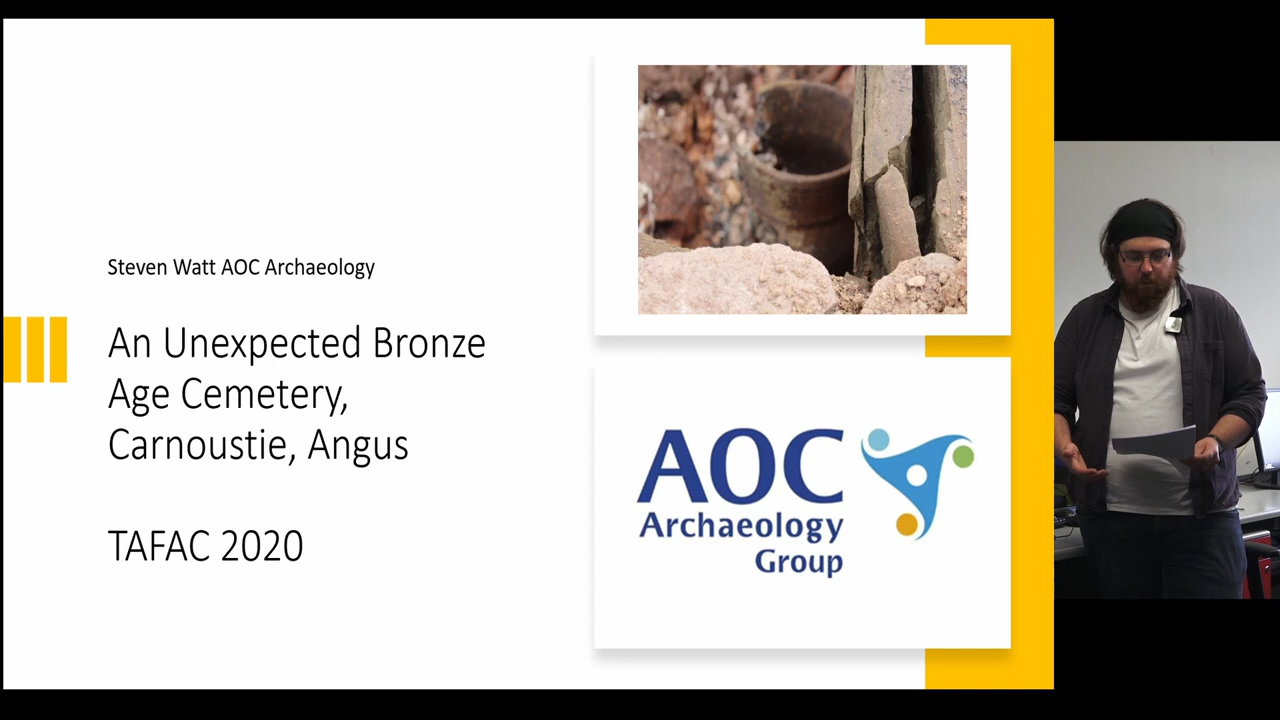 Steven Watt AOC Archaeology
An Unexpected Bronze
Age Cemetery,
Carnoustie, Angus
TAFAC 2020
AOC
Archaeology
Group